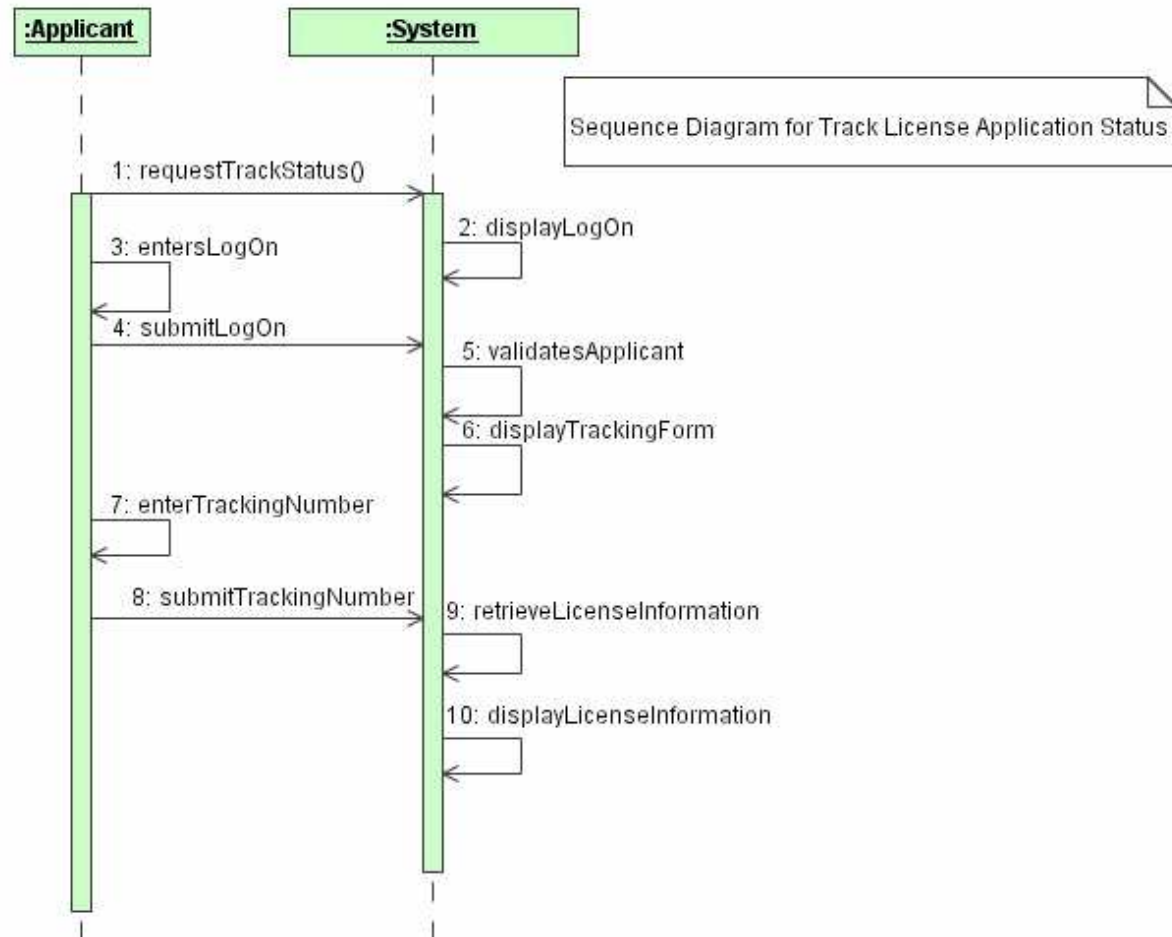 :Applicant
:System
Sequence Diagram for Track License Application Status
1: requestTrackStatus()
2: displayLogOn
3: entersLogOn
4: submitLogOn
5: validatesApplicant
6: displayTrackingForm
7: enterTrackingNumber
8: submitTrackingNumber
9: retrieveLicenseInformation
10: displayLicenseInformation